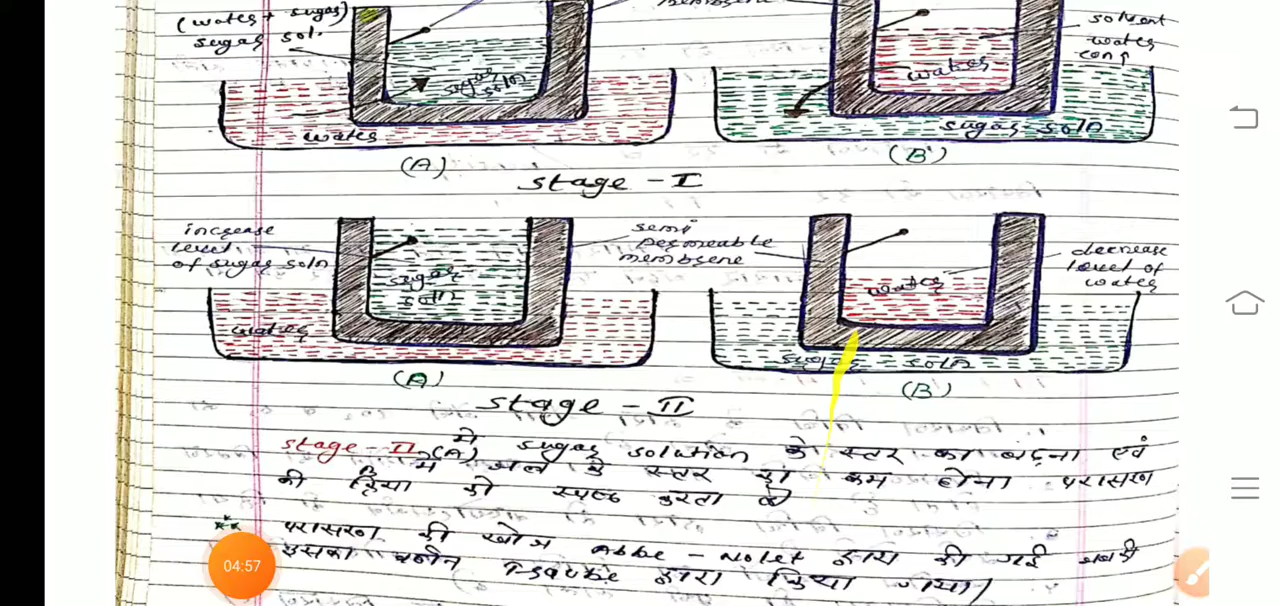 (water + sugar)
sugar sol.
sugar soln
water
(A)
membrane
solvent
water
conc
water
sugar-soln
(B)
stage - I
increase
level
of sugar soln
sugar
soln
water
(A)
semi
permeable
membrane
decrease
level of
water
water
sugar soln
(B)
stage - II
stage-II (A) में sugar solution के स्तर का बढ़ना एवं
B में जल के स्तर का कम होना परासरण
की क्रिया को स्पष्ट करता है
** परासरण की खोज Abbe - Nolet द्वारा की गई जबकि
इसका वर्णन Traube द्वारा किया गया।
04:57